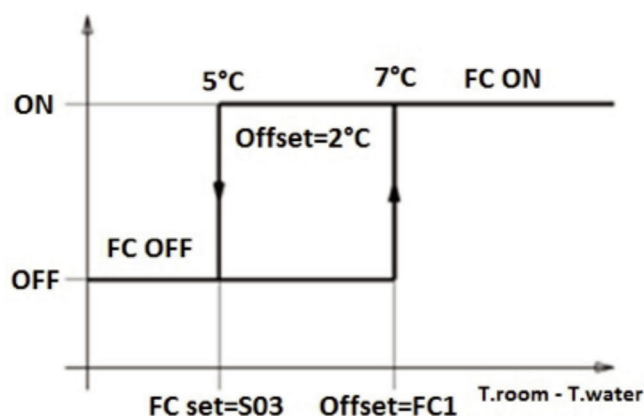 5°C 7°C FC ON
ON
Offset=2°C
FC OFF
OFF
T.room - T.water
FC set=S03 Offset=FC1